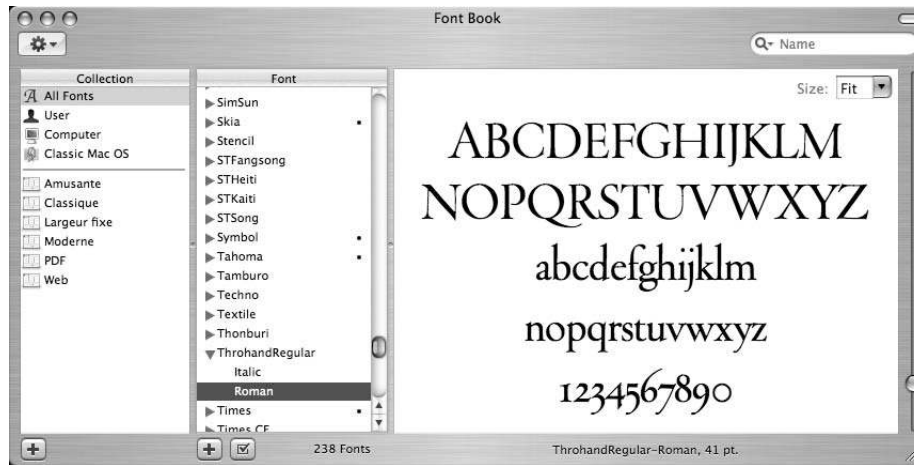 Font Book
Name
Collection
All Fonts
User
Computer
Classic Mac OS
Amusante
Classique
Largeur fixe
Moderne
PDF
Web
Font
SimSun
Skia
Stencil
STFangsong
STHeiti
STKaiti
STSong
Symbol
Tahoma
Tamburo
Techno
Textile
Thonburi
ThrohandRegular
Italic
Roman
Times
Times CE
238 Fonts
Size: Fit
ABCDEFGHIJKLM
NOPQRSTUVWXYZ
abcdefghijklm
nopqrstuvwxyz
1234567890
ThrohandRegular-Roman, 41 pt.